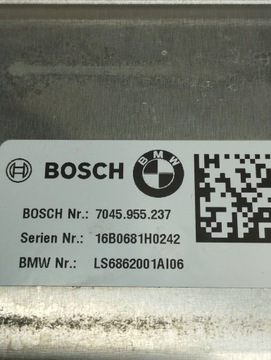 BOSCH BMW
BOSCH Nr.: 7045.955.237
Serien Nr.: 16B0681H0242
BMW Nr.: LS6862001AI06